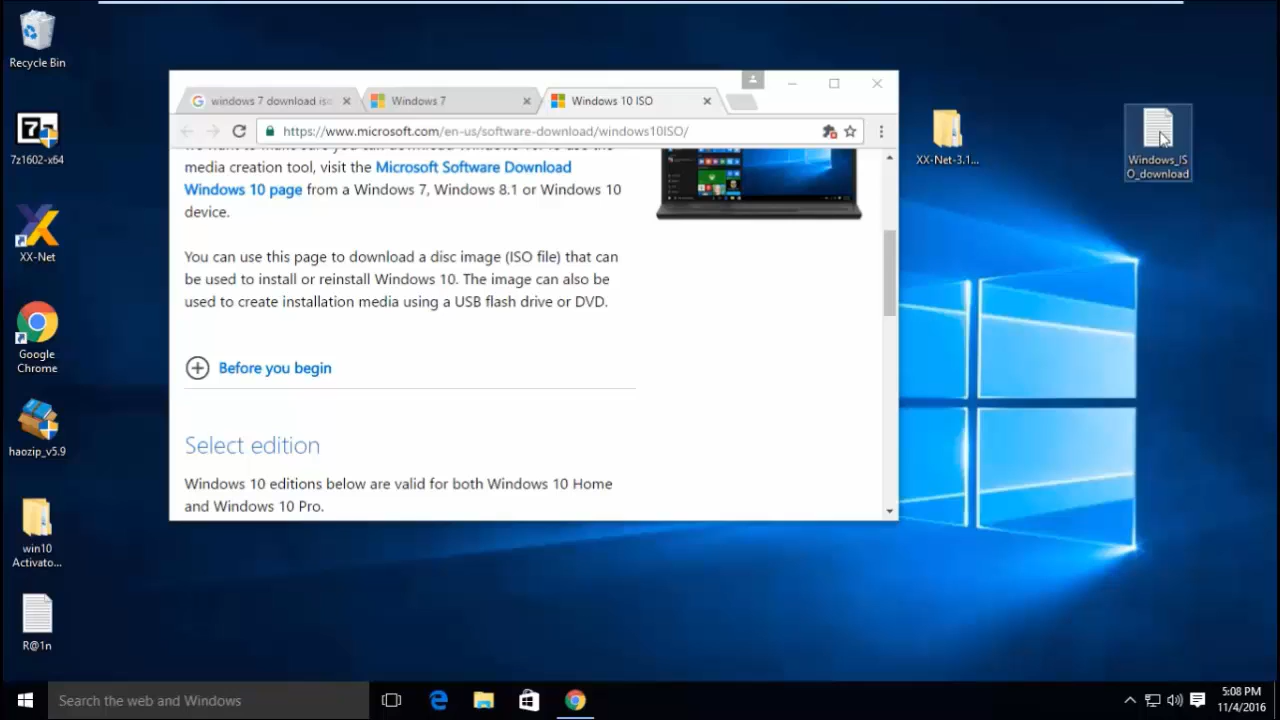 Recycle Bin
7z1602-x64
XX-Net
Google
Chrome
haozip_v5.9
win10
Activato...
R@1n
windows 7 download iso
Windows 7
Windows 10 ISO
https://www.microsoft.com/en-us/software-download/windows10ISO/
media creation tool, visit the Microsoft Software Download
Windows 10 page from a Windows 7, Windows 8.1 or Windows 10
device.
You can use this page to download a disc image (ISO file) that can
be used to install or reinstall Windows 10. The image can also be
used to create installation media using a USB flash drive or DVD.
Before you begin
Select edition
Windows 10 editions below are valid for both Windows 10 Home
and Windows 10 Pro.
XX-Net-3.1...
Windows_IS
O_download
Search the web and Windows
5:08 PM
11/4/2016